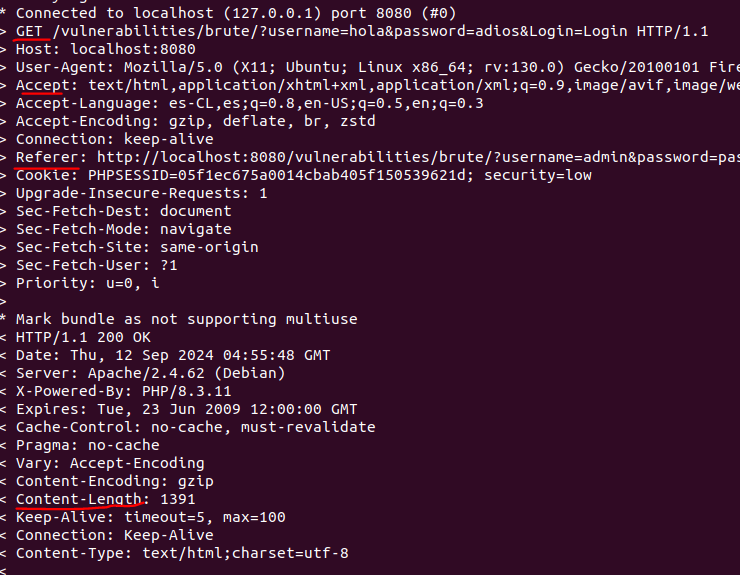 * Connected to localhost (127.0.0.1) port 8080 (#0)
> GET /vulnerabilities/brute/?username=hola&password=adios&Login=Login HTTP/1.1
> Host: localhost:8080
> User-Agent: Mozilla/5.0 (X11; Ubuntu; Linux x86_64; rv:130.0) Gecko/20100101 Fire
> Accept: text/html,application/xhtml+xml,application/xml;q=0.9,image/avif,image/we
> Accept-Language: es-CL,es;q=0.8,en-US;q=0.5,en;q=0.3
> Accept-Encoding: gzip, deflate, br, zstd
> Connection: keep-alive
> Referer: http://localhost:8080/vulnerabilities/brute/?username=admin&password=pas
> Cookie: PHPSESSID=05f1ec675a0014cbab405f150539621d; security=low
> Upgrade-Insecure-Requests: 1
> Sec-Fetch-Dest: document
> Sec-Fetch-Mode: navigate
> Sec-Fetch-Site: same-origin
> Sec-Fetch-User: ?1
> Priority: u=0, i
>
* Mark bundle as not supporting multiuse
< HTTP/1.1 200 OK
< Date: Thu, 12 Sep 2024 04:55:48 GMT
< Server: Apache/2.4.62 (Debian)
< X-Powered-By: PHP/8.3.11
< Expires: Tue, 23 Jun 2009 12:00:00 GMT
< Cache-Control: no-cache, must-revalidate
< Pragma: no-cache
< Vary: Accept-Encoding
< Content-Encoding: gzip
< Content-Length: 1391
< Keep-Alive: timeout=5, max=100
< Connection: Keep-Alive
< Content-Type: text/html;charset=utf-8
<